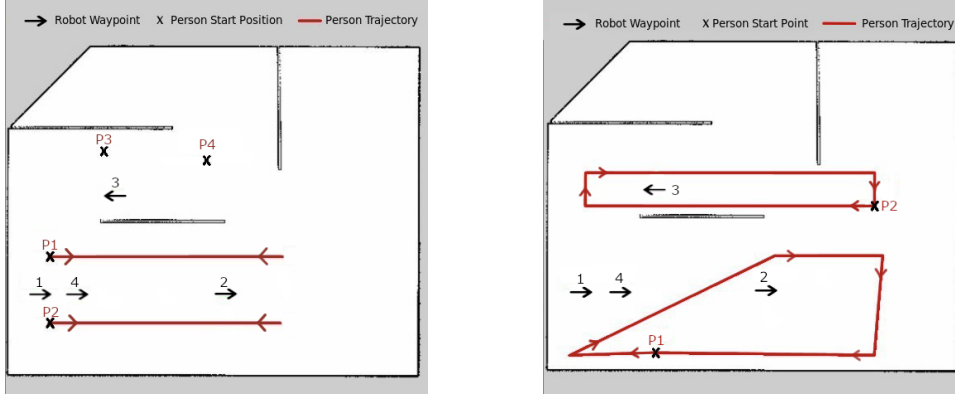 Robot Waypoint x Person Start Position Person Trajectory
P3
P4
3
P1
1 4 2
P2
Robot Waypoint x Person Start Point Person Trajectory
3
P2
1 4 2
P1